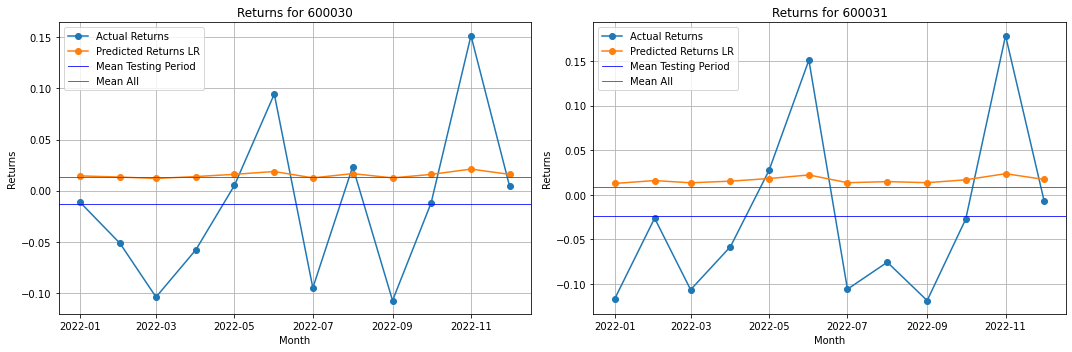 Returns for 600030
Actual Returns
Predicted Returns LR
Mean Testing Period
Mean All
0.15
0.10
0.05
0.00
−0.05
−0.10
Returns
2022-01
2022-03
2022-05
2022-07
2022-09
2022-11
Month
Returns for 600031
Actual Returns
Predicted Returns LR
Mean Testing Period
Mean All
0.15
0.10
0.05
0.00
−0.05
−0.10
Returns
2022-01
2022-03
2022-05
2022-07
2022-09
2022-11
Month